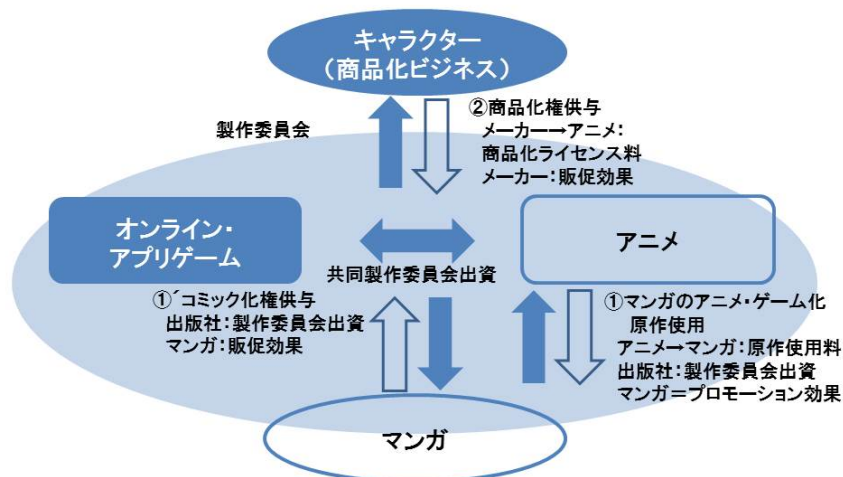 キャラクター
（商品化ビジネス）
製作委員会
②商品化権供与
メーカー→アニメ：
商品化ライセンス料
メーカー：販促効果
オンライン・
アプリゲーム
アニメ
共同製作委員会出資
①´コミック化権供与
出版社：製作委員会出資
マンガ：販促効果
①マンガのアニメ・ゲーム化
原作使用
アニメ→マンガ：原作使用料
出版社：製作委員会出資
マンガ＝プロモーション効果
マンガ